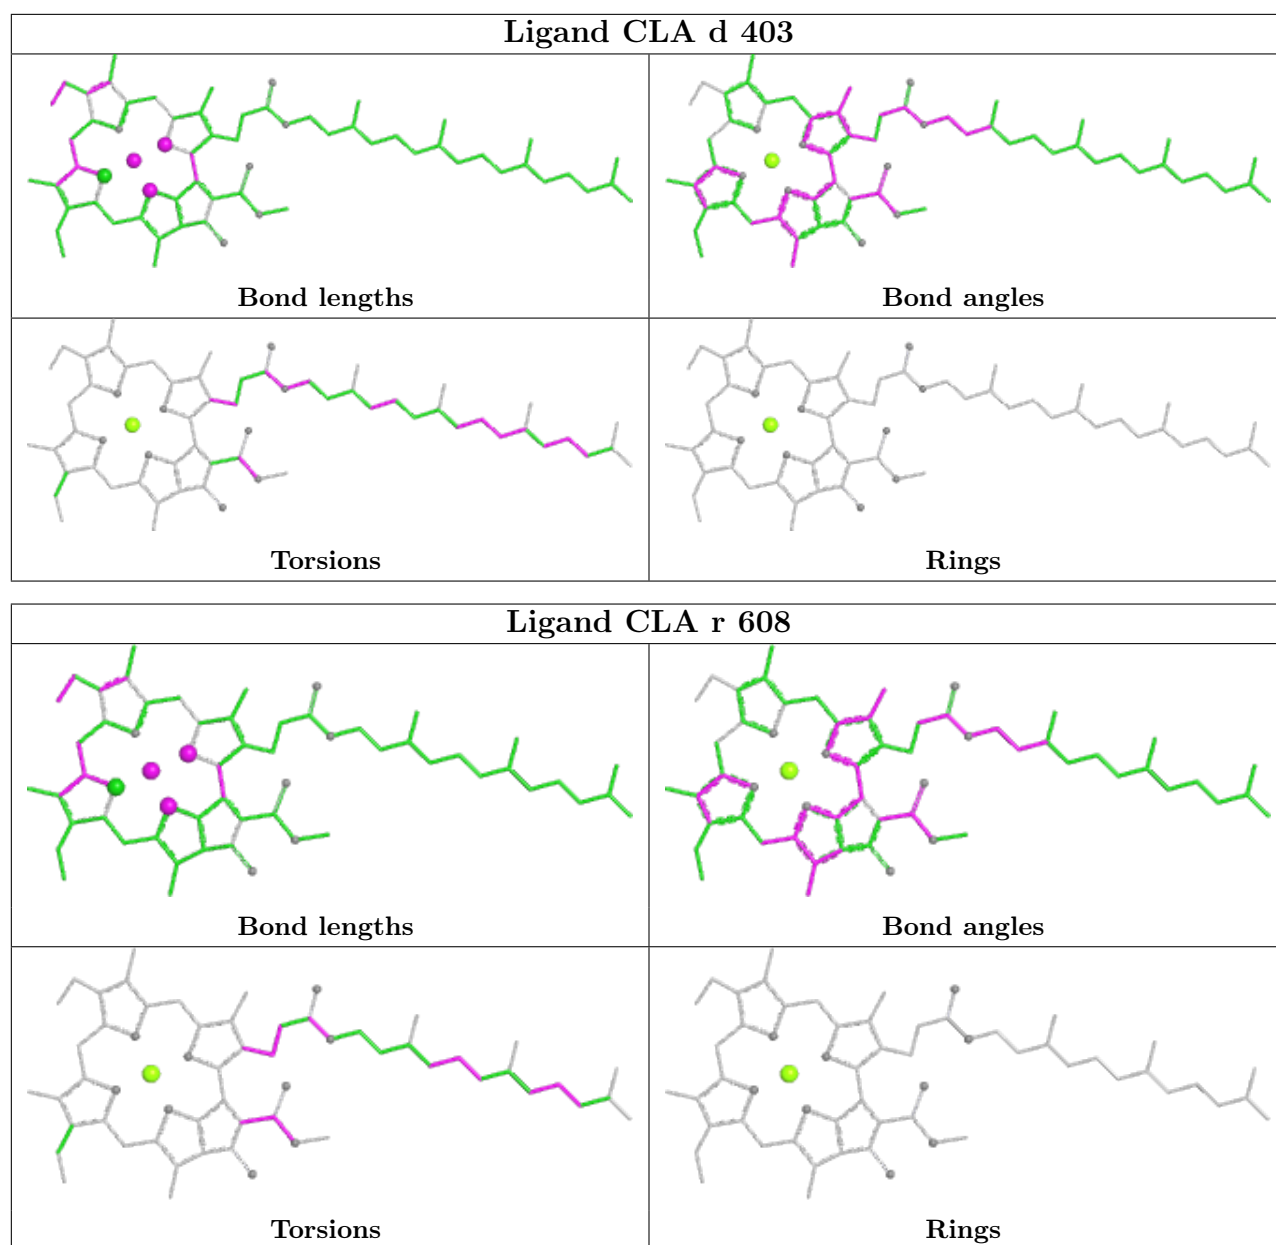 Ligand CLA d 403
Bond lengths
Bond angles
Torsions
Rings
Ligand CLA r 608
Bond lengths
Bond angles
Torsions
Rings